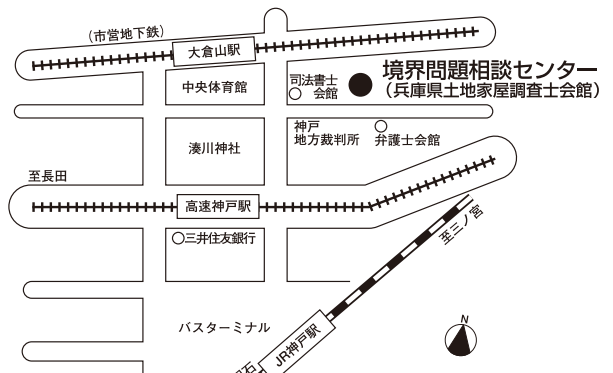 (市営地下鉄)
大倉山駅
境界問題相談センター
(兵庫県土地家屋調査士会館)
司法書士
会館
中央体育館
神戸
地方裁判所
弁護士会館
湊川神社
至長田
高速神戸駅
三井住友銀行
至三ノ宮
バスターミナル
JR神戸駅
N